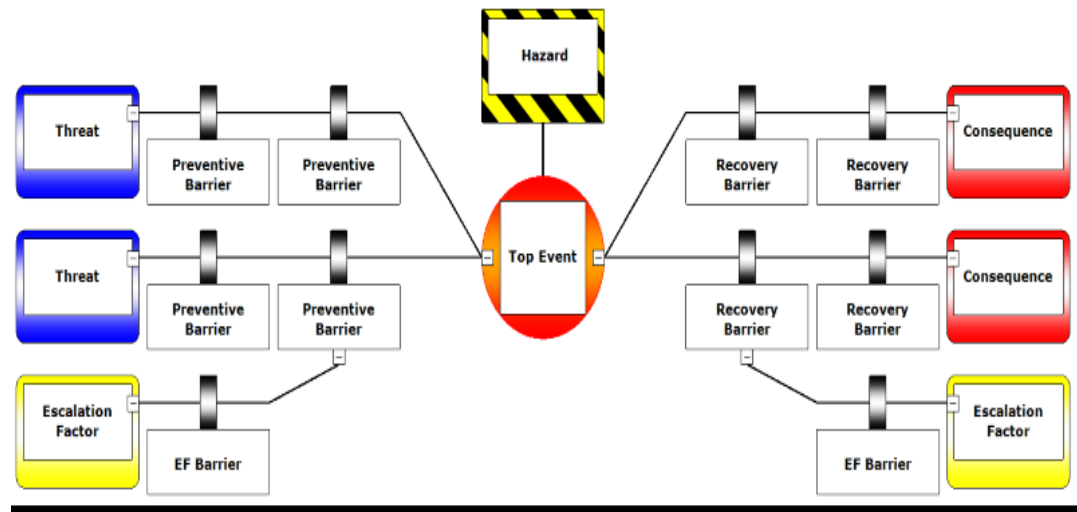 Hazard
Threat
Consequence
Preventive
Barrier
Preventive
Barrier
Recovery
Barrier
Recovery
Barrier
Threat
Top Event
Consequence
Preventive
Barrier
Preventive
Barrier
Recovery
Barrier
Recovery
Barrier
Escalation
Factor
Escalation
Factor
EF Barrier
EF Barrier